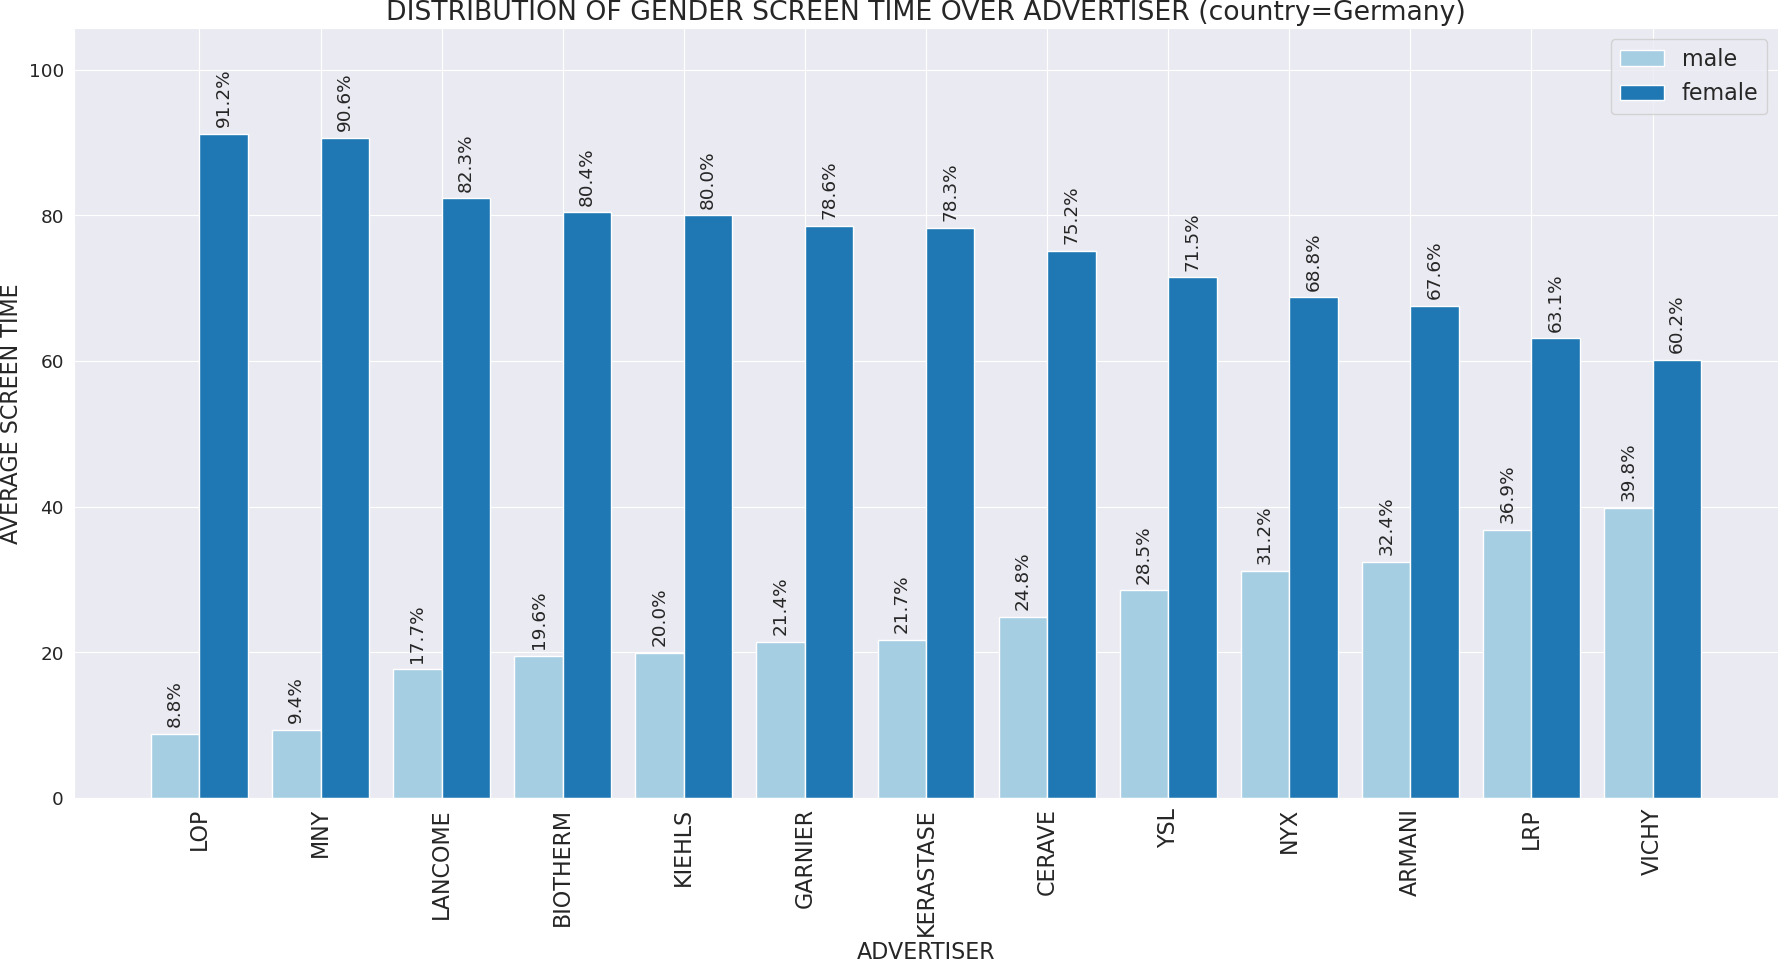 DISTRIBUTION OF GENDER SCREEN TIME OVER ADVERTISER (country=Germany)
male
female
AVERAGE SCREEN TIME
100
80
60
40
20
0
8.8%
91.2%
9.4%
90.6%
17.7%
82.3%
19.6%
80.4%
20.0%
80.0%
21.4%
78.6%
21.7%
78.3%
24.8%
75.2%
28.5%
71.5%
31.2%
68.8%
32.4%
67.6%
36.9%
63.1%
39.8%
60.2%
LOP
MNY
LANCOME
BIOTHERM
KIEHLS
GARNIER
KERASTASE
CERAVE
YSL
NYX
ARMANI
LRP
VICHY
ADVERTISER